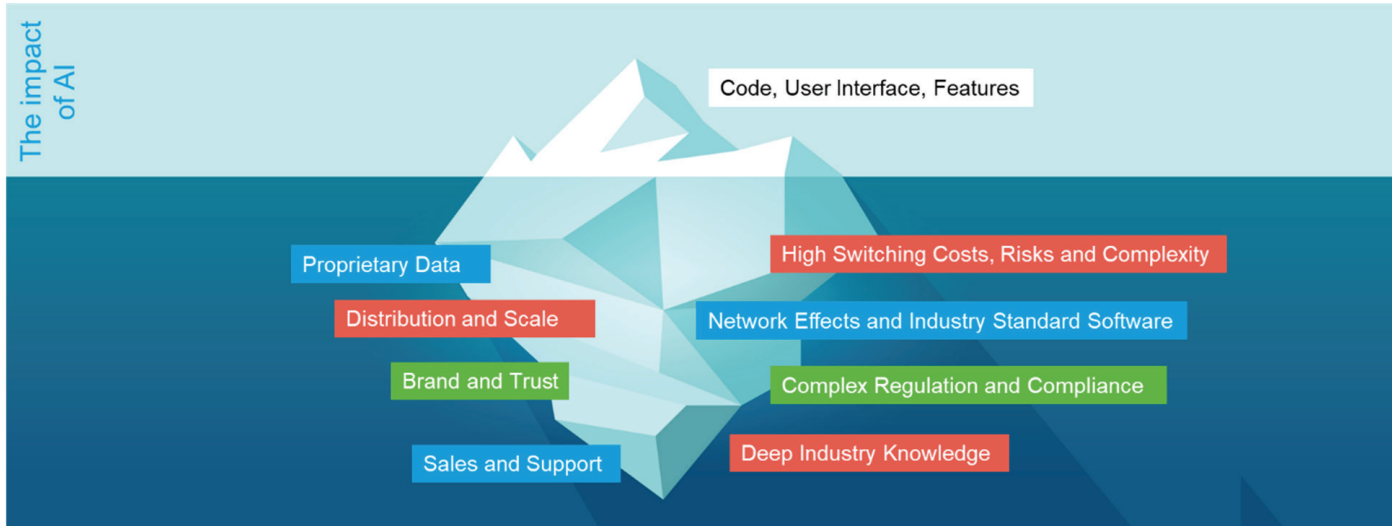 The impact
of AI
Code, User Interface, Features
Proprietary Data
High Switching Costs, Risks and Complexity
Distribution and Scale
Network Effects and Industry Standard Software
Brand and Trust
Complex Regulation and Compliance
Sales and Support
Deep Industry Knowledge